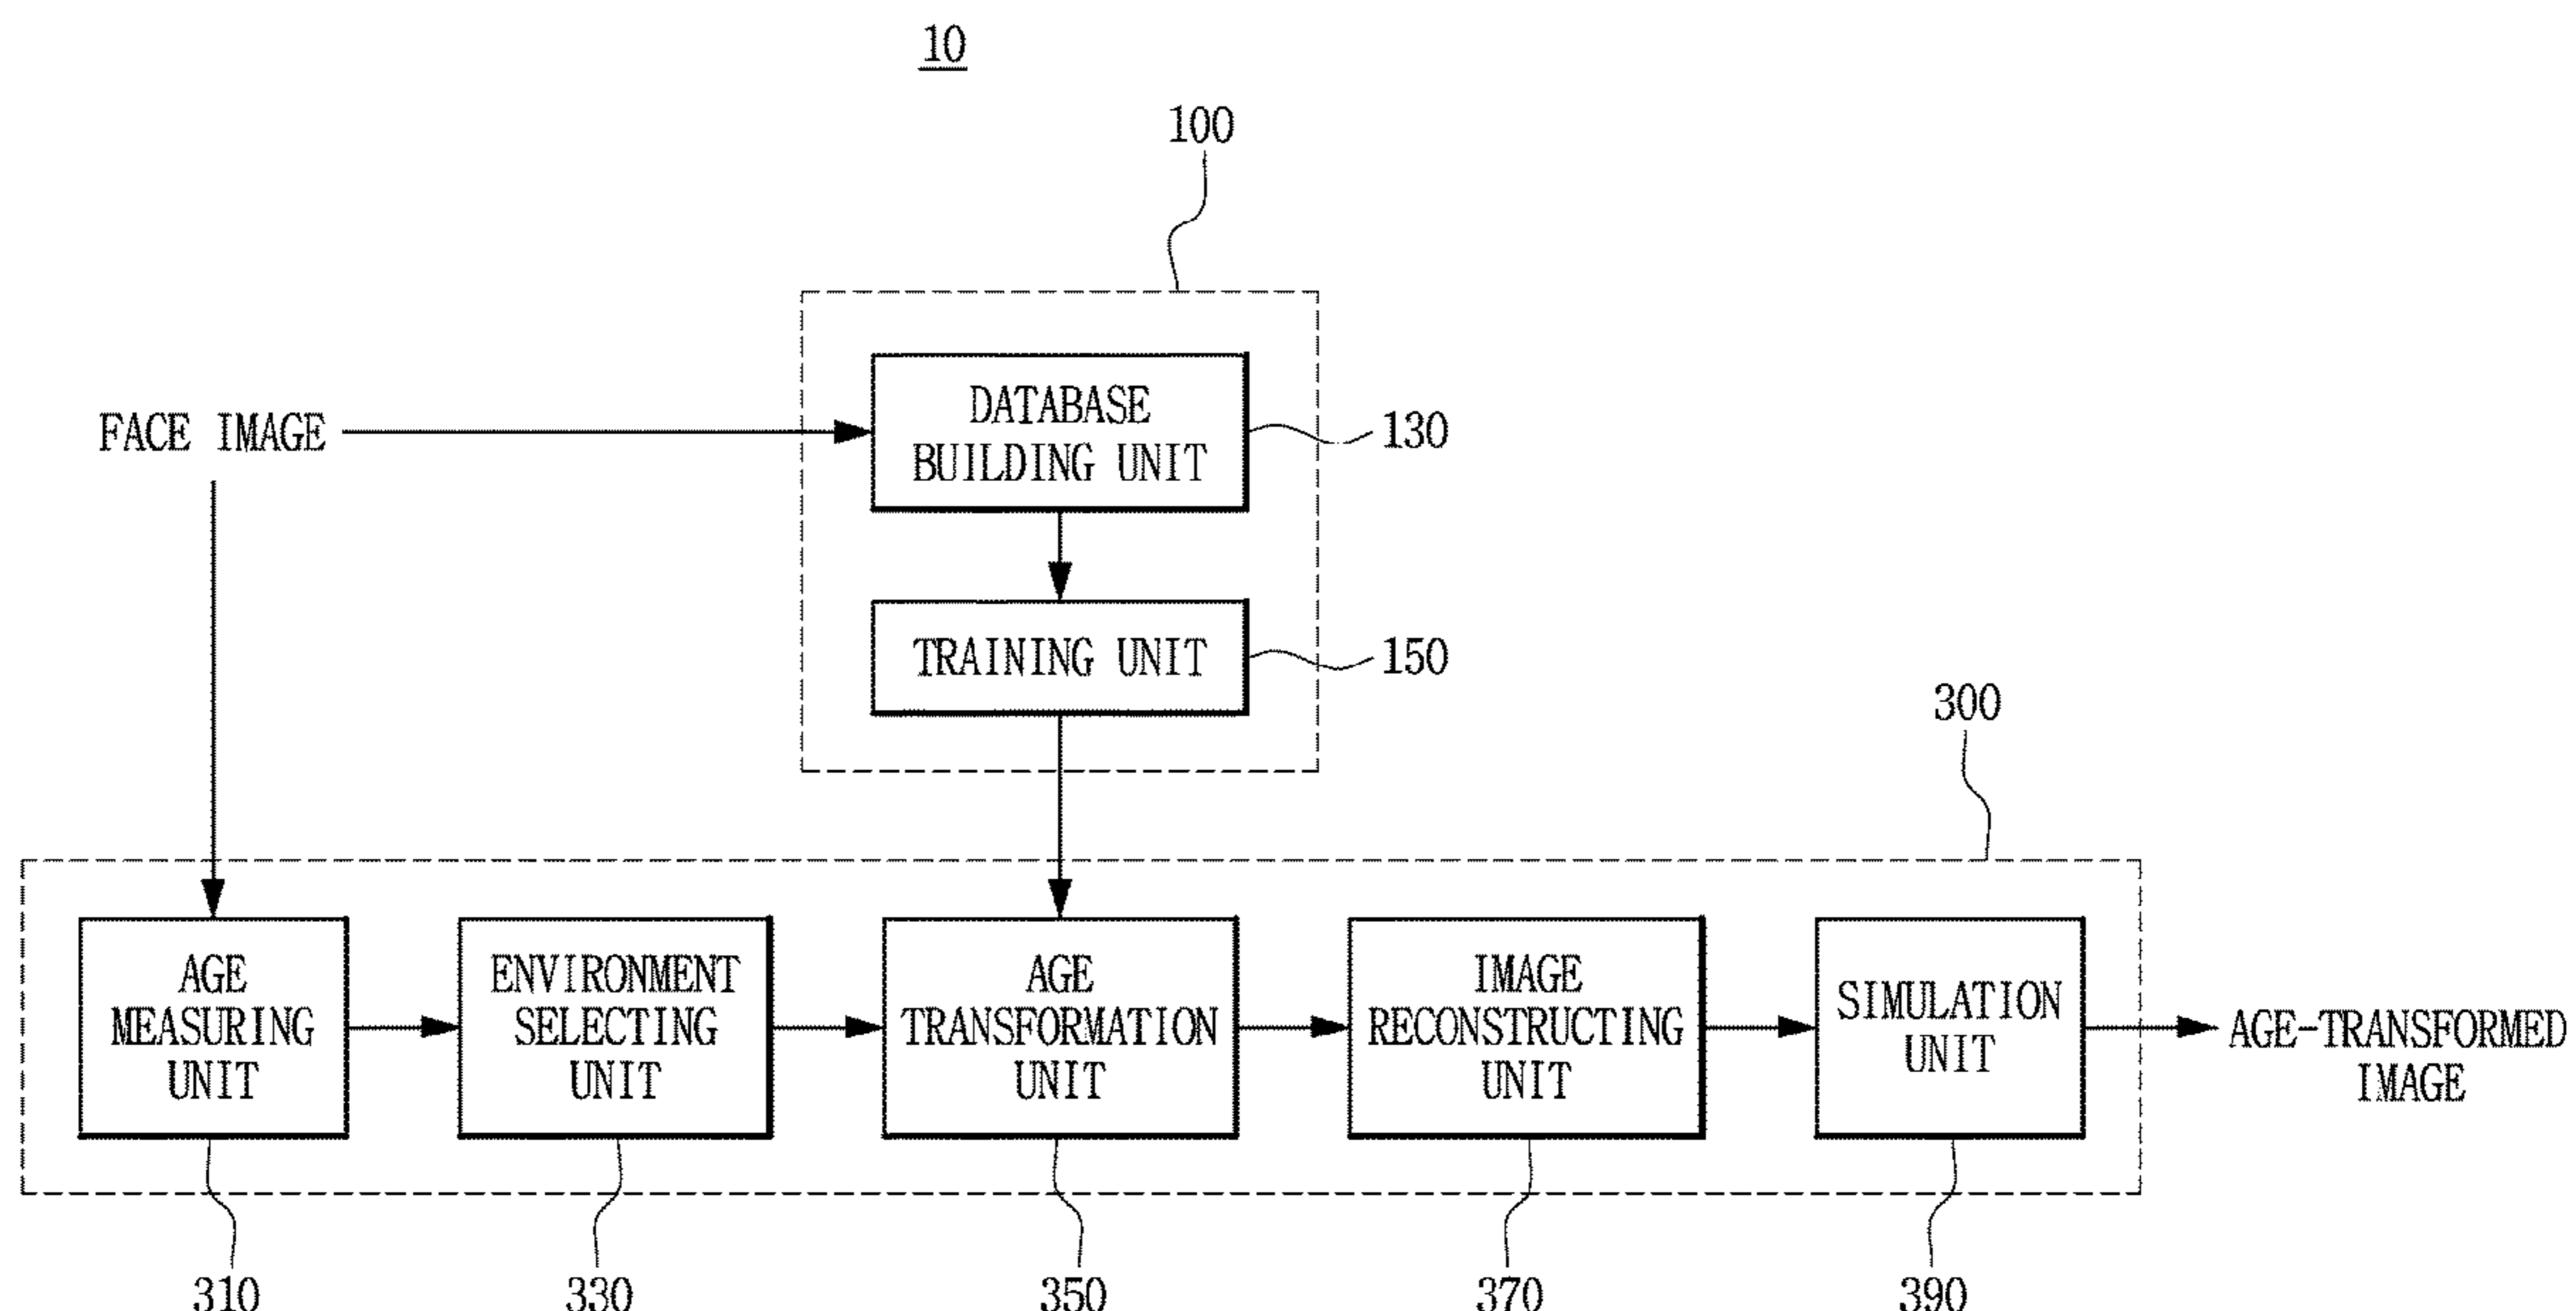 10
100
FACE IMAGE
DATABASE
BUILDING UNIT
130
TRAINING UNIT
150
300
AGE
MEASURING
UNIT
ENVIRONMENT
SELECTING
UNIT
AGE
TRANSFORMATION
UNIT
IMAGE
RECONSTRUCTING
UNIT
SIMULATION
UNIT
AGE-TRANSFORMED
IMAGE
310
330
350
370
390